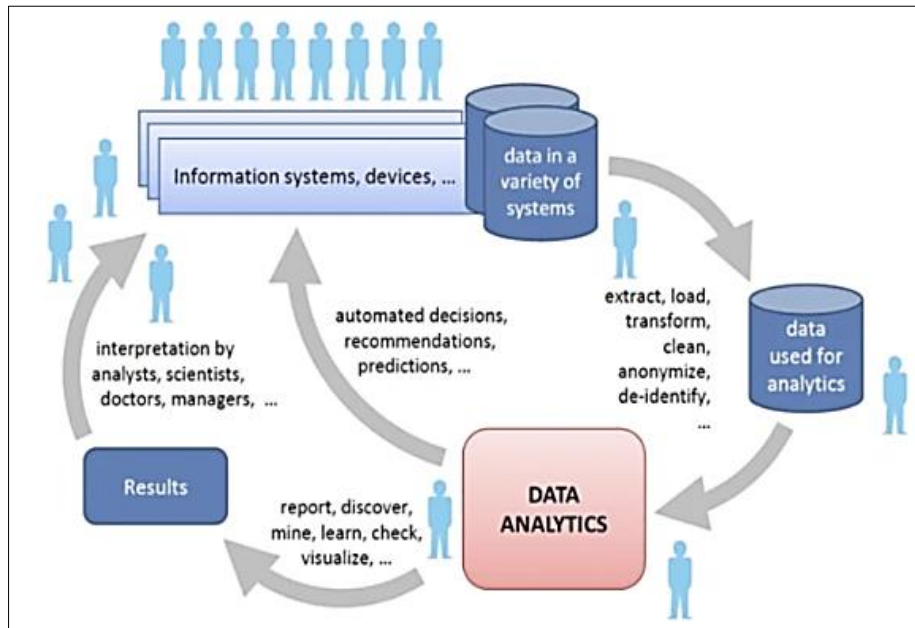 Information systems, devices, ...
data in a
variety of
systems
extract, load,
transform,
clean,
anonymize,
de-identify,
...
data
used for
analytics
automated decisions,
recommendations,
predictions, ...
interpretation by
analysts, scientists,
doctors, managers, ...
Results
report, discover,
mine, learn, check,
visualize, ...
DATA
ANALYTICS